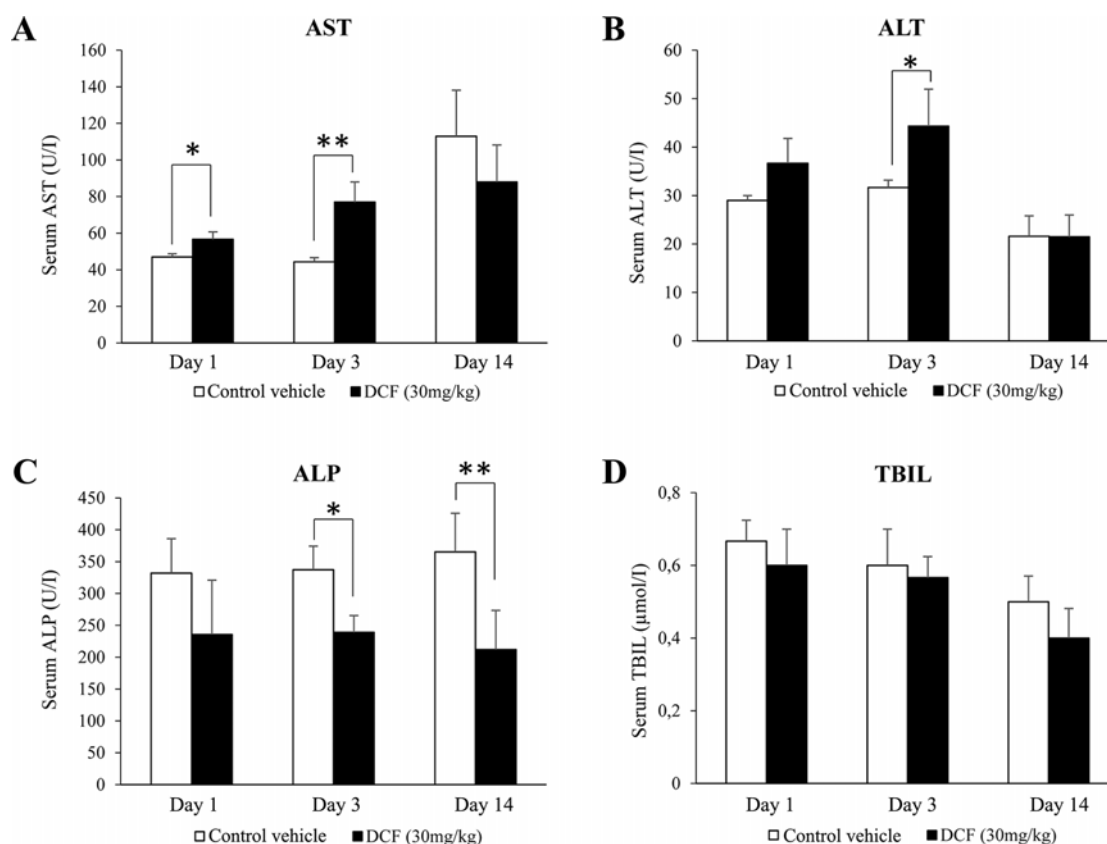 A
AST
Serum AST (U/I)
160
140
120
100
80
60
40
20
0
*
**
Day 1
Day 3
Day 14
Control vehicle
DCF (30mg/kg)
B
ALT
Serum ALT (U/I)
60
50
40
30
20
10
0
*
Day 1
Day 3
Day 14
Control vehicle
DCF (30mg/kg)
C
ALP
Serum ALP (U/I)
450
400
350
300
250
200
150
100
50
0
*
**
Day 1
Day 3
Day 14
Control vehicle
DCF (30mg/kg)
D
TBIL
Serum TBIL (μmol/I)
0,8
0,6
0,4
0,2
0
Day 1
Day 3
Day 14
Control vehicle
DCF (30mg/kg)